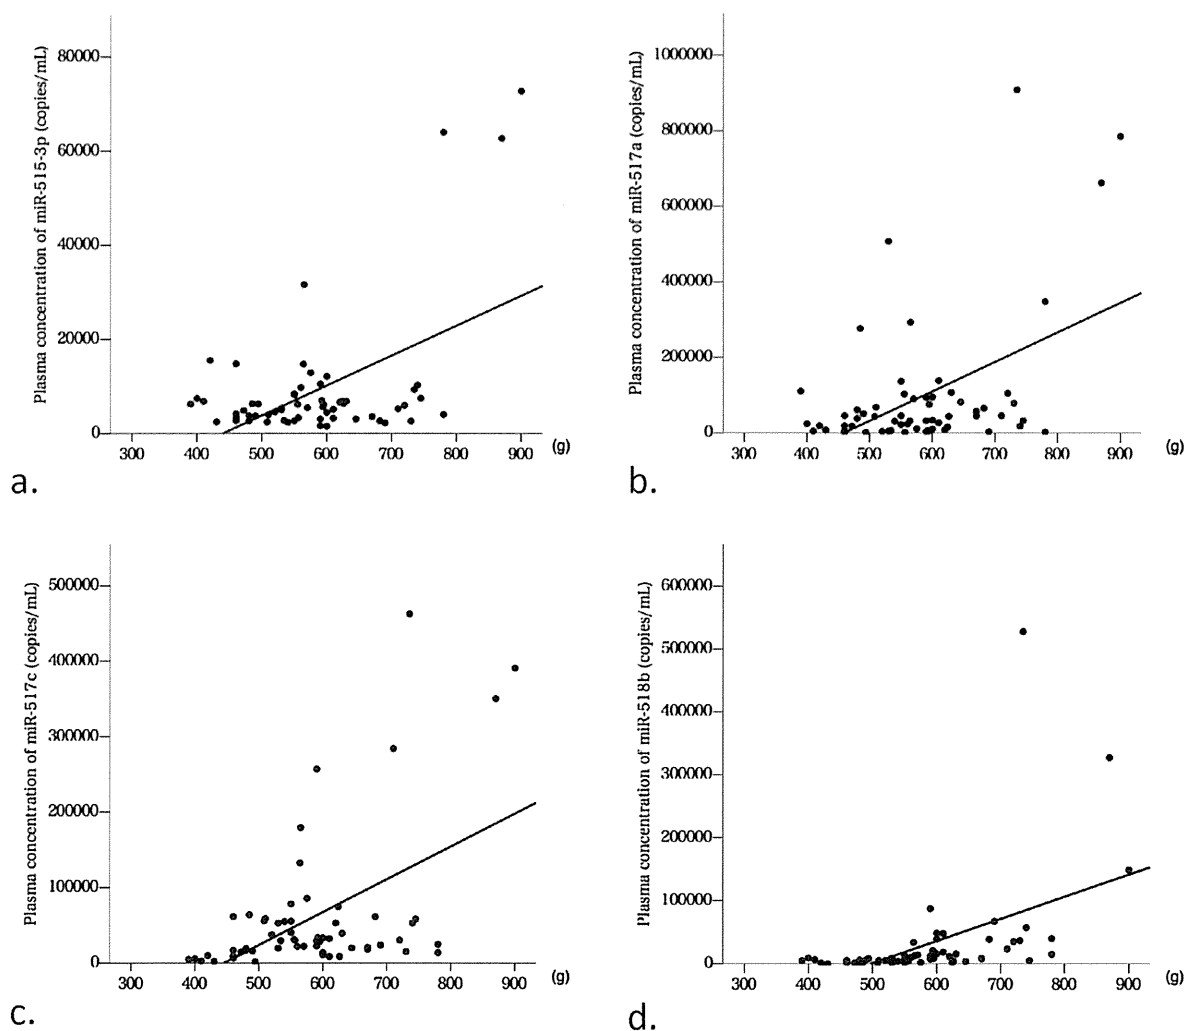 Plasma concentration of miR-515-3p (copies/mL)
80000
60000
40000
20000
0
300 400 500 600 700 800 900 (g)
a.
Plasma concentration of miR-517a (copies/mL)
1000000
800000
600000
400000
200000
0
300 400 500 600 700 800 900 (g)
b.
Plasma concentration of miR-517c (copies/mL)
500000
400000
300000
200000
100000
0
300 400 500 600 700 800 900 (g)
c.
Plasma concentration of miR-518b (copies/mL)
600000
500000
400000
300000
200000
100000
0
300 400 500 600 700 800 900 (g)
d.